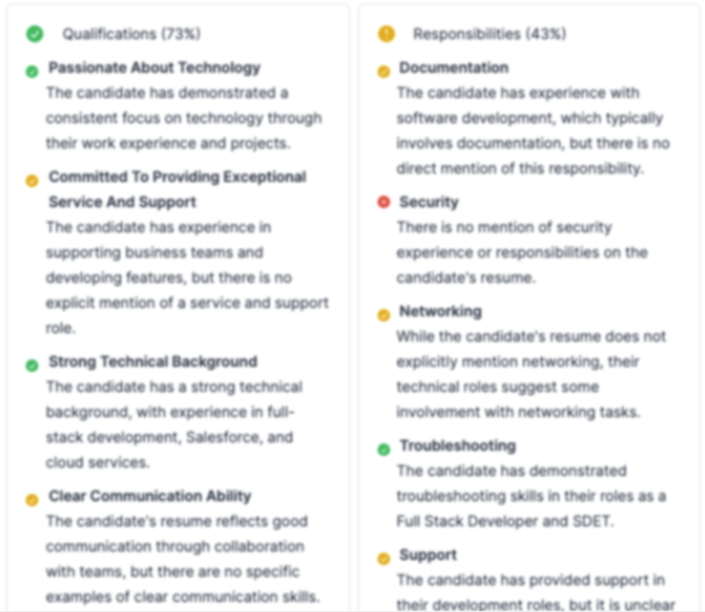 Qualifications (73%)
Passionate About Technology
The candidate has demonstrated a
consistent focus on technology through
their work experience and projects.
Committed To Providing Exceptional
Service And Support
The candidate has experience in
supporting business teams and
developing features, but there is no
explicit mention of a service and support
role.
Strong Technical Background
The candidate has a strong technical
background, with experience in full-
stack development, Salesforce, and
cloud services.
Clear Communication Ability
The candidate's resume reflects good
communication through collaboration
with teams, but there are no specific
examples of clear communication skills.
Responsibilities (43%)
Documentation
The candidate has experience with
software development, which typically
involves documentation, but there is no
direct mention of this responsibility.
Security
There is no mention of security
experience or responsibilities on the
candidate's resume.
Networking
While the candidate's resume does not
explicitly mention networking, their
technical roles suggest some
involvement with networking tasks.
Troubleshooting
The candidate has demonstrated
troubleshooting skills in their roles as a
Full Stack Developer and SDET.
Support
The candidate has provided support in
their development roles, but it is unclear